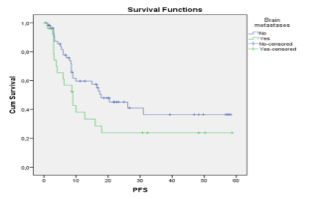 Survival Functions
Brain
metastases
No
Yes
No-censored
Yes-censored
Cum Survival
1,0
0,8
0,6
0,4
0,2
0,0
0 10 20 30 40 50 60
PFS